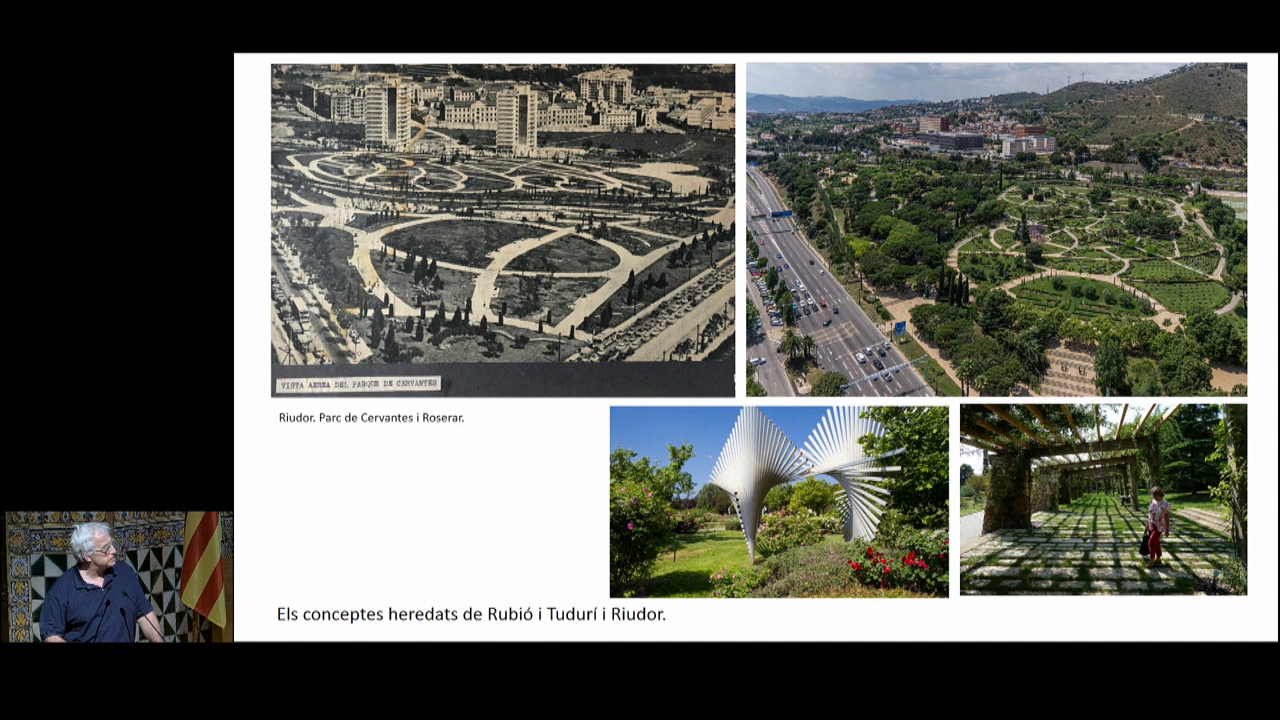 VISTA AEREA DEL PARQUE DE CERVANTES
Riudor. Parc de Cervantes i Roserar.
Els conceptes heredats de Rubió i Tudurí i Riudor.